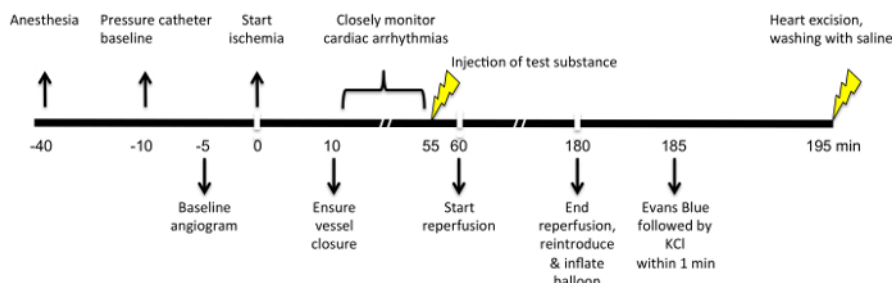 Anesthesia
Pressure catheter
baseline
Start
ischemia
Closely monitor
cardiac arrhythmias
Injection of test substance
Heart excision,
washing with saline
-40
-10
-5
0
10
55
60
180
185
195 min
Baseline
angiogram
Ensure
vessel
closure
Start
reperfusion
End
reperfusion,
reintroduce
& inflate
balloon
Evans Blue
followed by
KCl
within 1 min